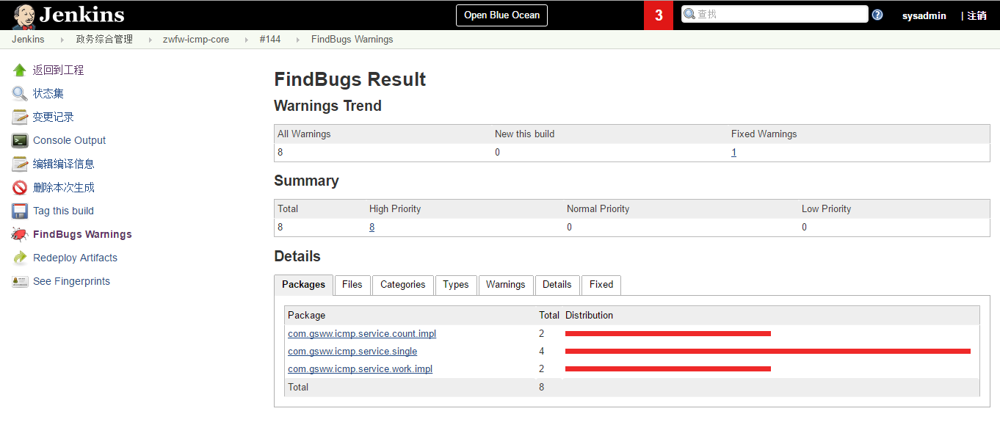 Jenkins Open Blue Ocean 3 查找 sysadmin | 注销
Jenkins 政务综合管理 zwfw-icmp-core #144 FindBugs Warnings
返回到工程
状态集
变更记录
Console Output
编辑编译信息
删除本次生成
Tag this build
FindBugs Warnings
Redeploy Artifacts
See Fingerprints
FindBugs Result
Warnings Trend
All Warnings New this build Fixed Warnings
8 0 1
Summary
Total High Priority Normal Priority Low Priority
8 8 0 0
Details
Packages Files Categories Types Warnings Details Fixed
Package Total Distribution
com.gsww.icmp.service.count.impl 2
com.gsww.icmp.service.single 4
com.gsww.icmp.service.work.impl 2
Total 8